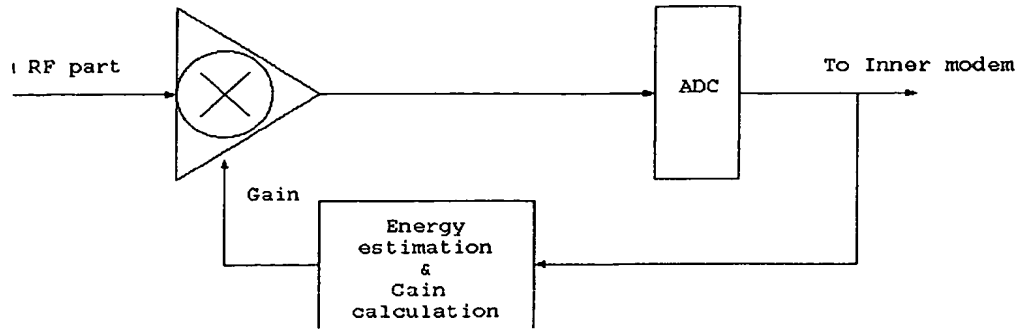 RF part
ADC
To Inner modem
Gain
Energy
estimation
&
Cain
calculation